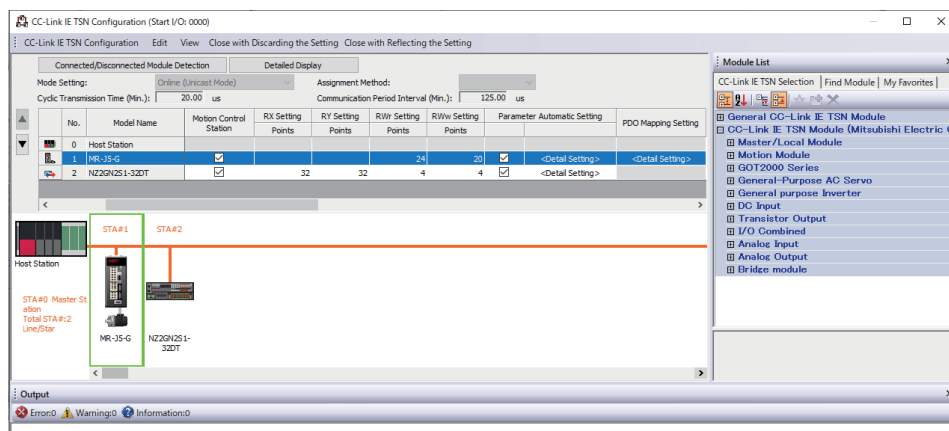 CC-Link IE TSN Configuration (Start I/O: 0000)
CC-Link IE TSN Configuration Edit View Close with Discarding the Setting Close with Reflecting the Setting
Connected/Disconnected Module Detection Detailed Display
Mode Setting: Online (Unicast Mode) Assignment Method:
Cyclic Transmission Time (Min.): 20.00 us Communication Period Interval (Min.): 125.00 us
No. Model Name Motion Control Station RX Setting RY Setting RWr Setting RWw Setting Parameter Automatic Setting PDO Mapping Setting
Points Points Points Points
0 Host Station
1 MR-J5-G 24 20 <Detail Setting> <Detail Setting>
2 NZ2GN2S1-32DT 32 32 4 4 <Detail Setting>
STA#1 STA#2
Host Station
STA#0 Master St
ation
Total STA#:2
Line/Star
MR-J5-G NZ2GN2S1-
32DT
Module List
CC-Link IE TSN Selection Find Module My Favorites
General CC-Link IE TSN Module
CC-Link IE TSN Module (Mitsubishi Electric
Master/Local Module
Motion Module
GOT2000 Series
General-Purpose AC Servo
General purpose Inverter
DC Input
Transistor Output
I/O Combined
Analog Input
Analog Output
Bridge module
Output
Error:0 Warning:0 Information:0